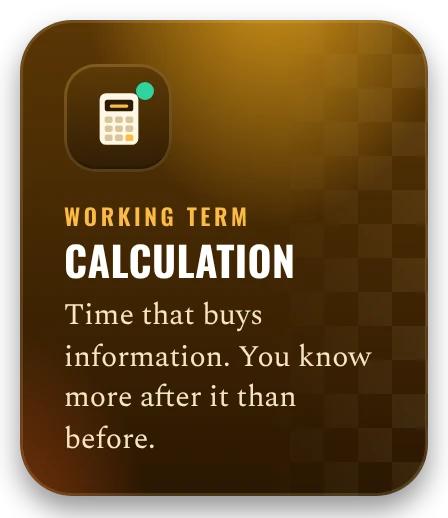 WORKING TERM
CALCULATION
Time that buys
information. You know
more after it than
before.